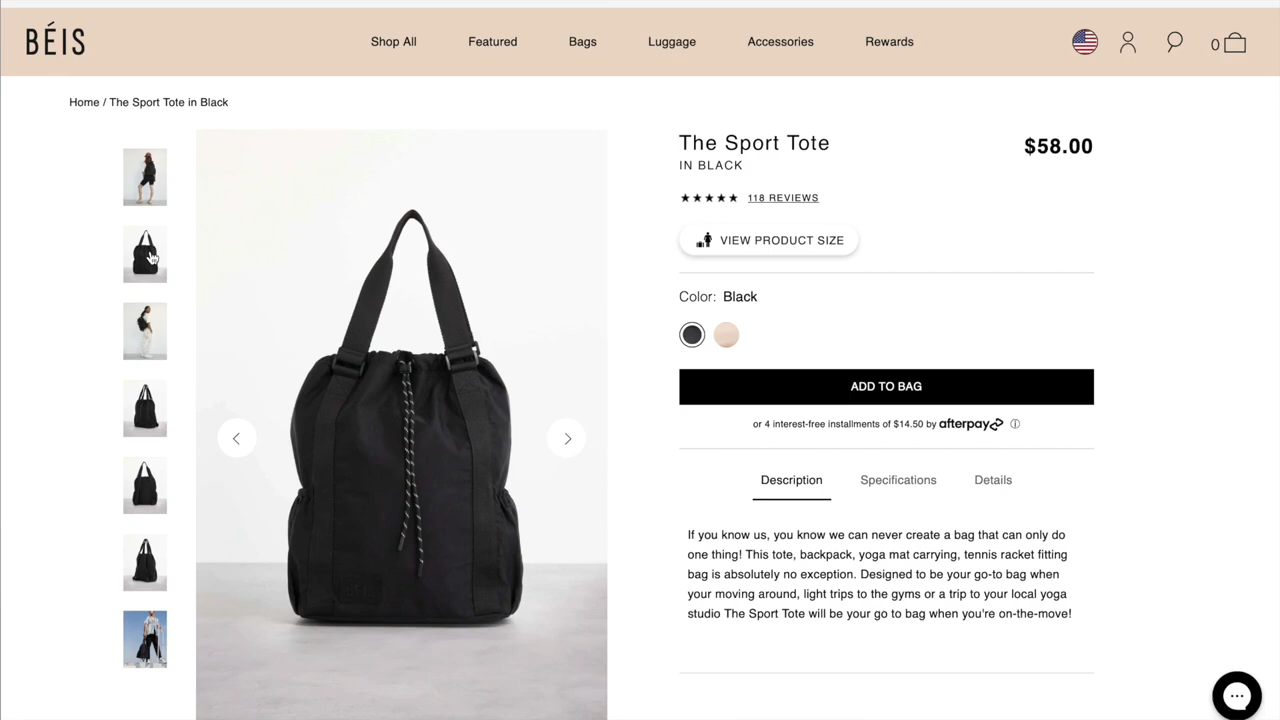 BÉIS
Shop All
Featured
Bags
Luggage
Accessories
Rewards
0
Home / The Sport Tote in Black
The Sport Tote
$58.00
IN BLACK
★★★★★ 118 REVIEWS
VIEW PRODUCT SIZE
Color: Black
ADD TO BAG
or 4 interest-free installments of $14.50 by afterpay
Description
Specifications
Details
If you know us, you know we can never create a bag that can only do
one thing! This tote, backpack, yoga mat carrying, tennis racket fitting
bag is absolutely no exception. Designed to be your go-to bag when
your moving around, light trips to the gyms or a trip to your local yoga
studio The Sport Tote will be your go to bag when you're on-the-move!